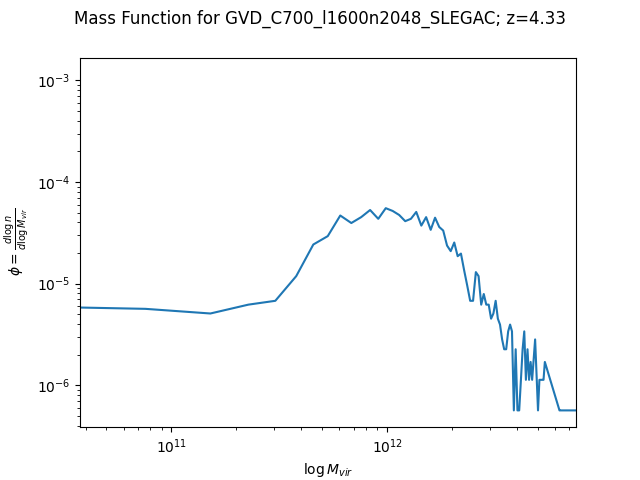 Mass Function for GVD_C700_l1600n2048_SLEGAC; z=4.33
10⁻³
10⁻⁴
10⁻⁵
10⁻⁶
ϕ = d log n / d log M_vir
10¹¹ 10¹²
log M_vir